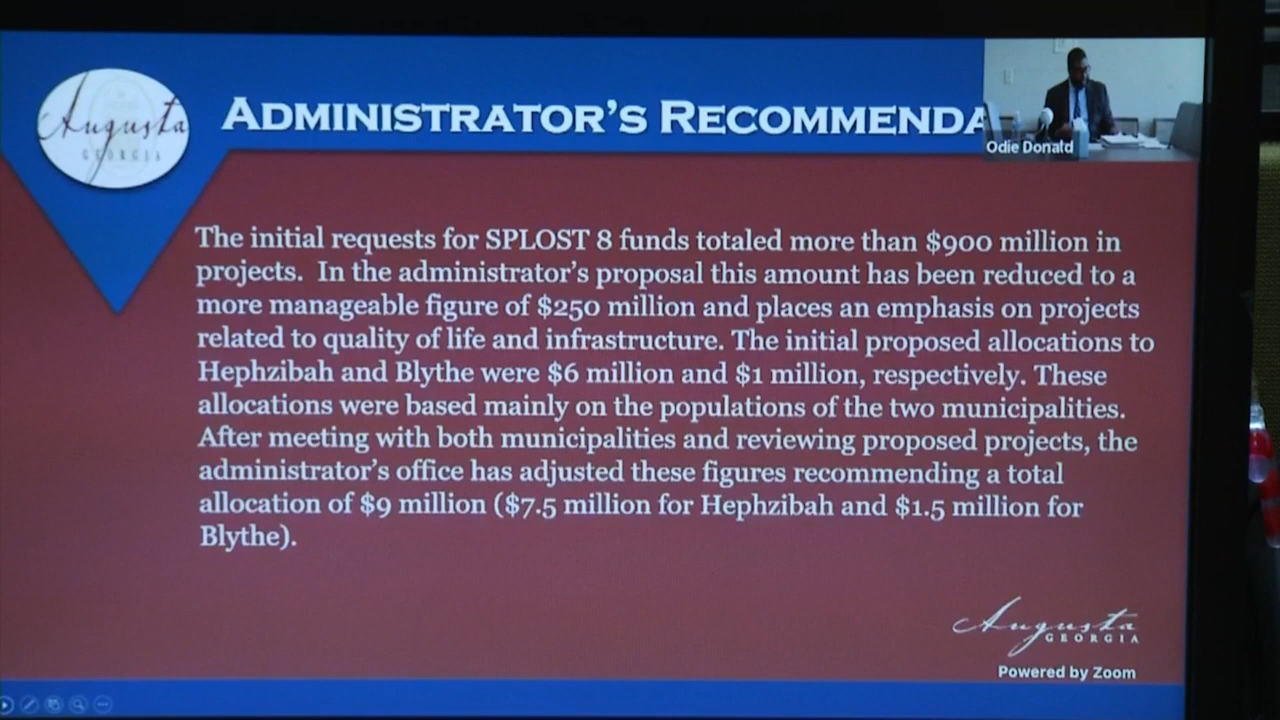 Augusta
GEORGIA
ADMINISTRATOR'S RECOMMENDA
Odie Donald
The initial requests for SPLOST 8 funds totaled more than $900 million in
projects.  In the administrator's proposal this amount has been reduced to a
more manageable figure of $250 million and places an emphasis on projects
related to quality of life and infrastructure. The initial proposed allocations to
Hephzibah and Blythe were $6 million and $1 million, respectively. These
allocations were based mainly on the populations of the two municipalities.
After meeting with both municipalities and reviewing proposed projects, the
administrator's office has adjusted these figures recommending a total
allocation of $9 million ($7.5 million for Hephzibah and $1.5 million for
Blythe).
Augusta
GEORGIA
Powered by Zoom